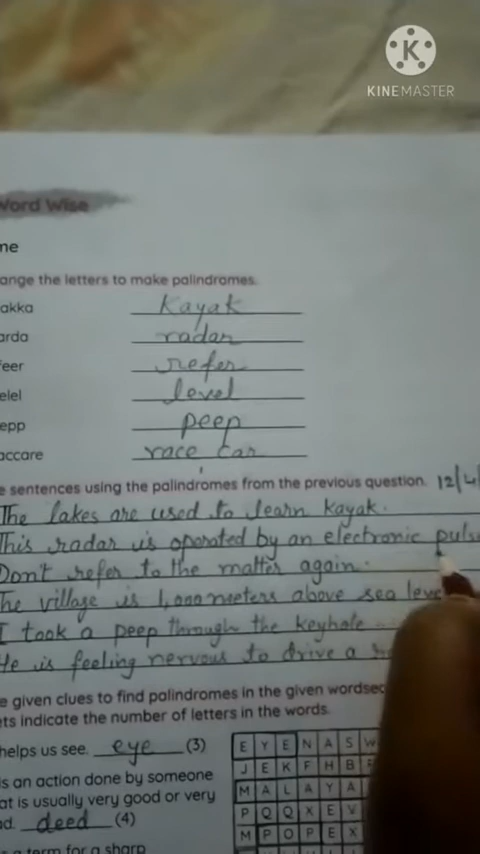 KINEMASTER
Word Wise
ne
ange the letters to make palindromes.
akka Kayak
arda radar
feer refer
elel level
epp peep
accare race car
e sentences using the palindromes from the previous question. 12/4/
The lakes are used to learn kayak.
This radar is operated by an electronic pulse
Don't refer to the matter again.
The village is 1,000 meters above sea leve
I took a peep through the keyhole
He is feeling nervous to drive a
e given clues to find palindromes in the given wordsea
ets indicate the number of letters in the words.
helps us see. eye (3)
is an action done by someone
at is usually very good or very
d. deed (4)
a term for a sharp
E Y E N A S W
J E K F H B
M A L A Y A
P Q Q X E V
M P O P E X